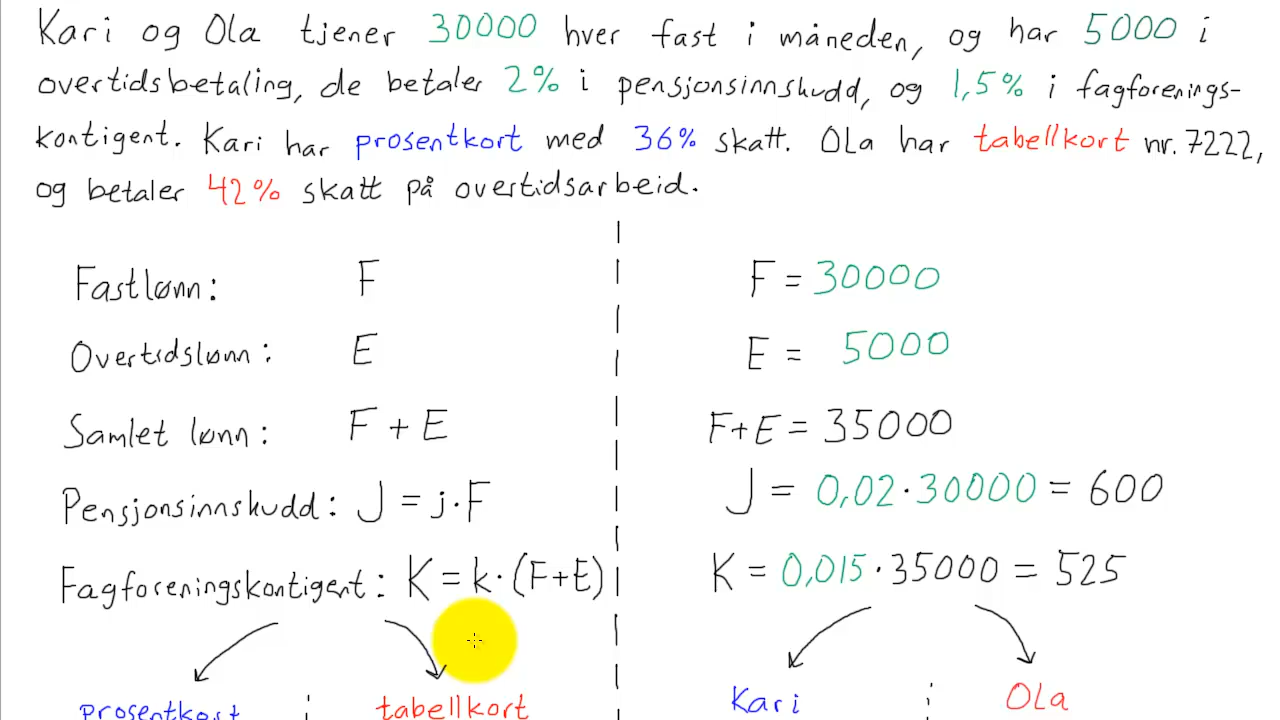 Kari og Ola tjener 30000 hver fast i måneden, og har 5000 i
overtidsbetaling, de betaler 2% i pensjonsinnskudd, og 1,5% i fagforenings-
kontigent. Kari har prosentkort med 36% skatt. Ola har tabellkort nr. 7222,
og betaler 42% skatt på overtidsarbeid.
Fastlønn: F
Overtidslønn: E
Samlet lønn: F + E
Pensjonsinnskudd: J = j·F
Fagforeningskontigent: K = k·(F+E)
prosentkort
tabellkort
F = 30000
E = 5000
F+E = 35000
J = 0,02·30000 = 600
K = 0,015·35000 = 525
Kari
Ola